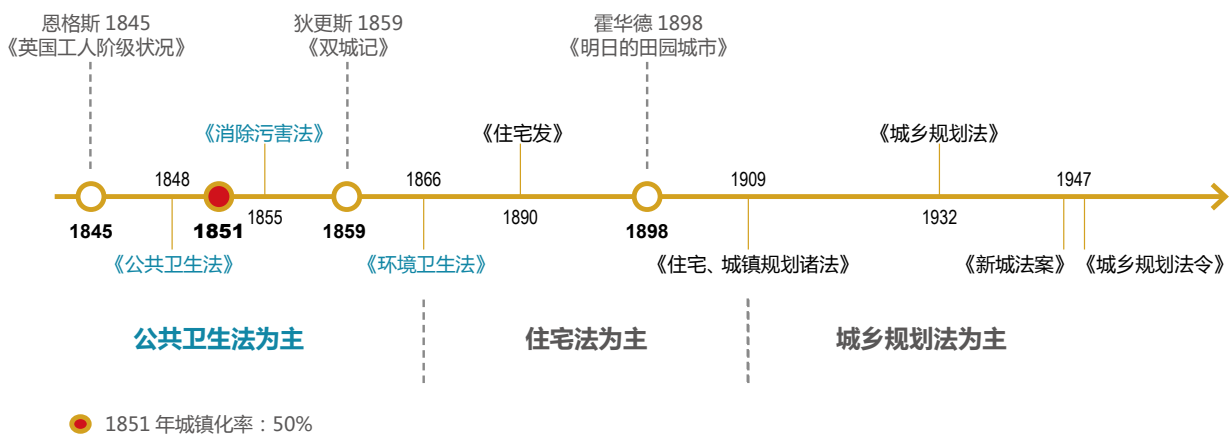 恩格斯 1845
《英国工人阶级状况》
狄更斯 1859
《双城记》
霍华德 1898
《明日的田园城市》
《消除污害法》
《住宅发》
《城乡规划法》
1848
1866
1909
1947
1845
1851
1855
1859
1890
1898
1932
《公共卫生法》
《环境卫生法》
《住宅、城镇规划诸法》
《新城法案》
《城乡规划法令》
公共卫生法为主
住宅法为主
城乡规划法为主
1851 年城镇化率：50%